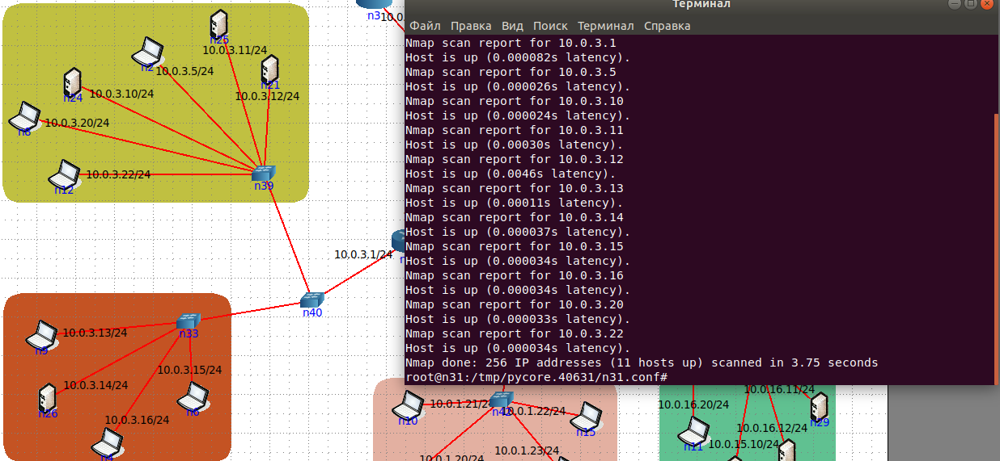 Терминал
Файл Правка Вид Поиск Терминал Справка
Nmap scan report for 10.0.3.1
Host is up (0.000082s latency).
Nmap scan report for 10.0.3.5
Host is up (0.000026s latency).
Nmap scan report for 10.0.3.10
Host is up (0.000024s latency).
Nmap scan report for 10.0.3.11
Host is up (0.00030s latency).
Nmap scan report for 10.0.3.12
Host is up (0.0046s latency).
Nmap scan report for 10.0.3.13
Host is up (0.00011s latency).
Nmap scan report for 10.0.3.14
Host is up (0.000037s latency).
Nmap scan report for 10.0.3.15
Host is up (0.000034s latency).
Nmap scan report for 10.0.3.16
Host is up (0.000034s latency).
Nmap scan report for 10.0.3.20
Host is up (0.000033s latency).
Nmap scan report for 10.0.3.22
Host is up (0.000034s latency).
Nmap done: 256 IP addresses (11 hosts up) scanned in 3.75 seconds
root@n31:/tmp/pycore.40631/n31.conf#
n3
10.0.
n25
10.0.3.11/24
n2
10.0.3.5/24
n21
10.0.3.12/24
n24
10.0.3.10/24
n8
10.0.3.20/24
n12
10.0.3.22/24
n39
10.0.3.1/24
n40
n33
n9
10.0.3.13/24
10.0.3.15/24
10.0.3.14/24
n26
n6
10.0.3.16/24
n4
n10
10.0.1.21/24
n42
0.0.1.22/24
n15
10.0.1.23/24
10.0.1.20/24
10.0.16.11/24
10.0.16.20/24
n29
10.0.16.12/24
n11
10.0.15.10/24